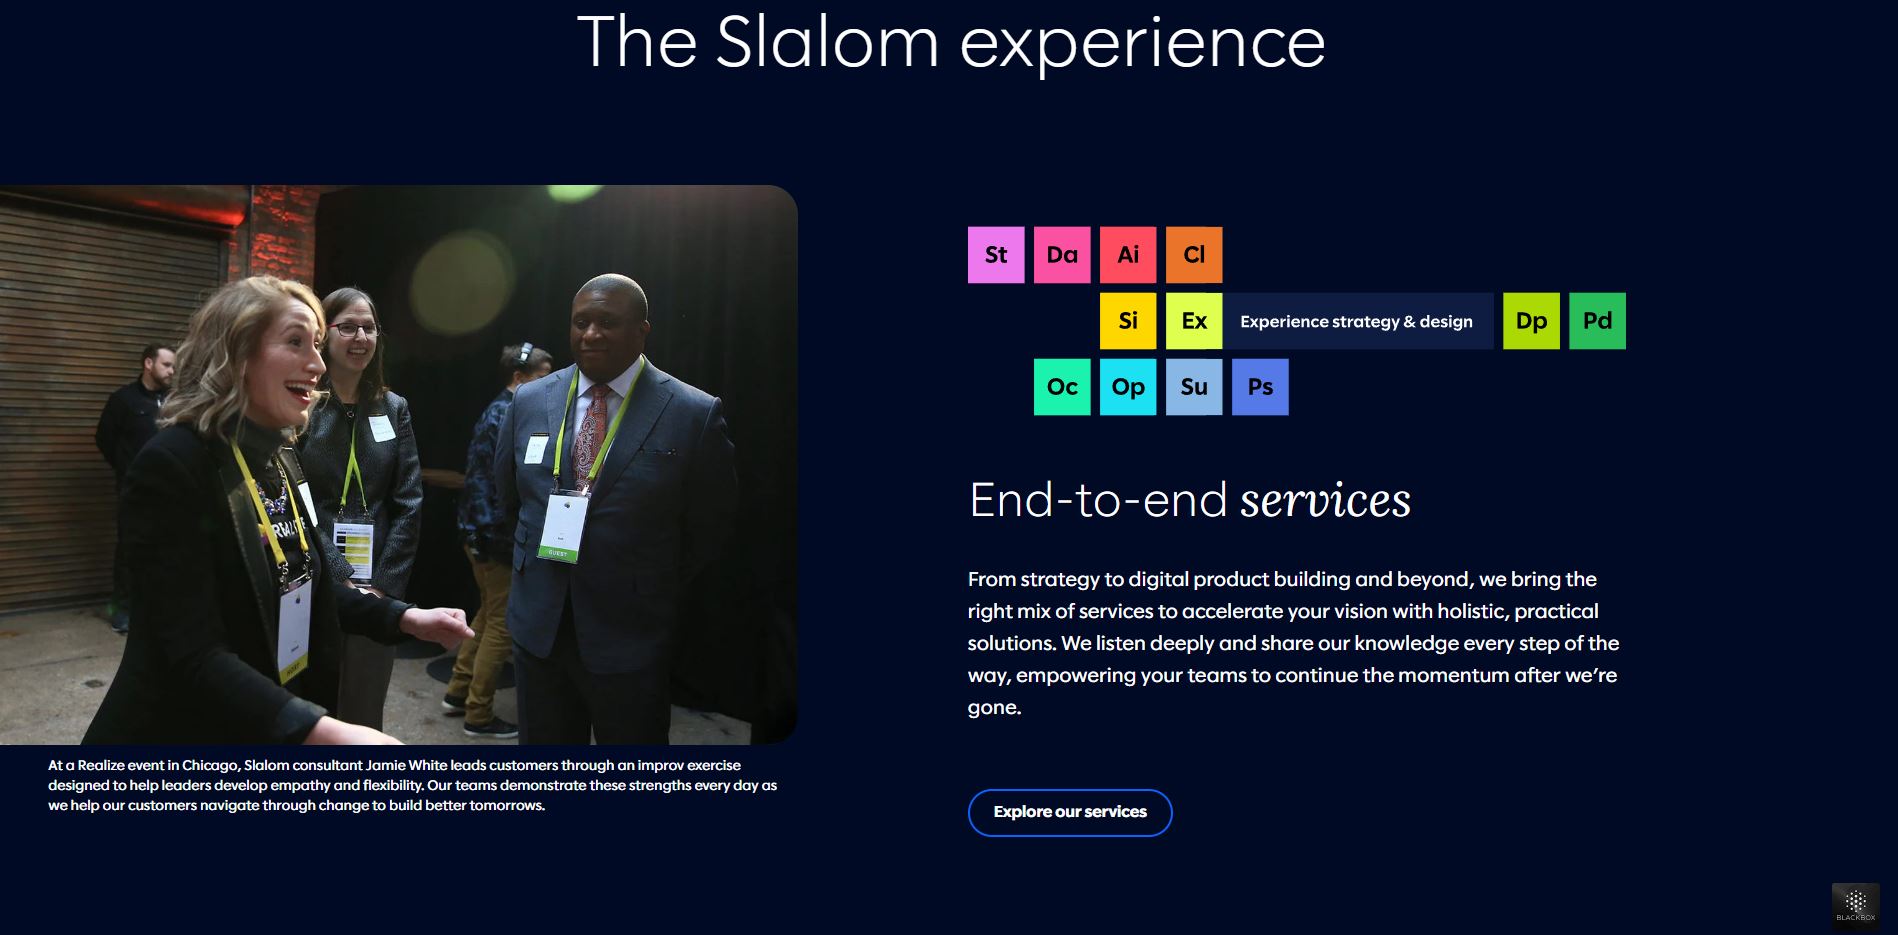 The Slalom experience
St Da Ai Cl
Si Ex Experience strategy & design Dp Pd
Oc Op Su Ps
End-to-end services
From strategy to digital product building and beyond, we bring the
right mix of services to accelerate your vision with holistic, practical
solutions. We listen deeply and share our knowledge every step of the
way, empowering your teams to continue the momentum after we’re
gone.
Explore our services
GUEST
At a Realize event in Chicago, Slalom consultant Jamie White leads customers through an improv exercise
designed to help leaders develop empathy and flexibility. Our teams demonstrate these strengths every day as
we help our customers navigate through change to build better tomorrows.
BLACKBOX